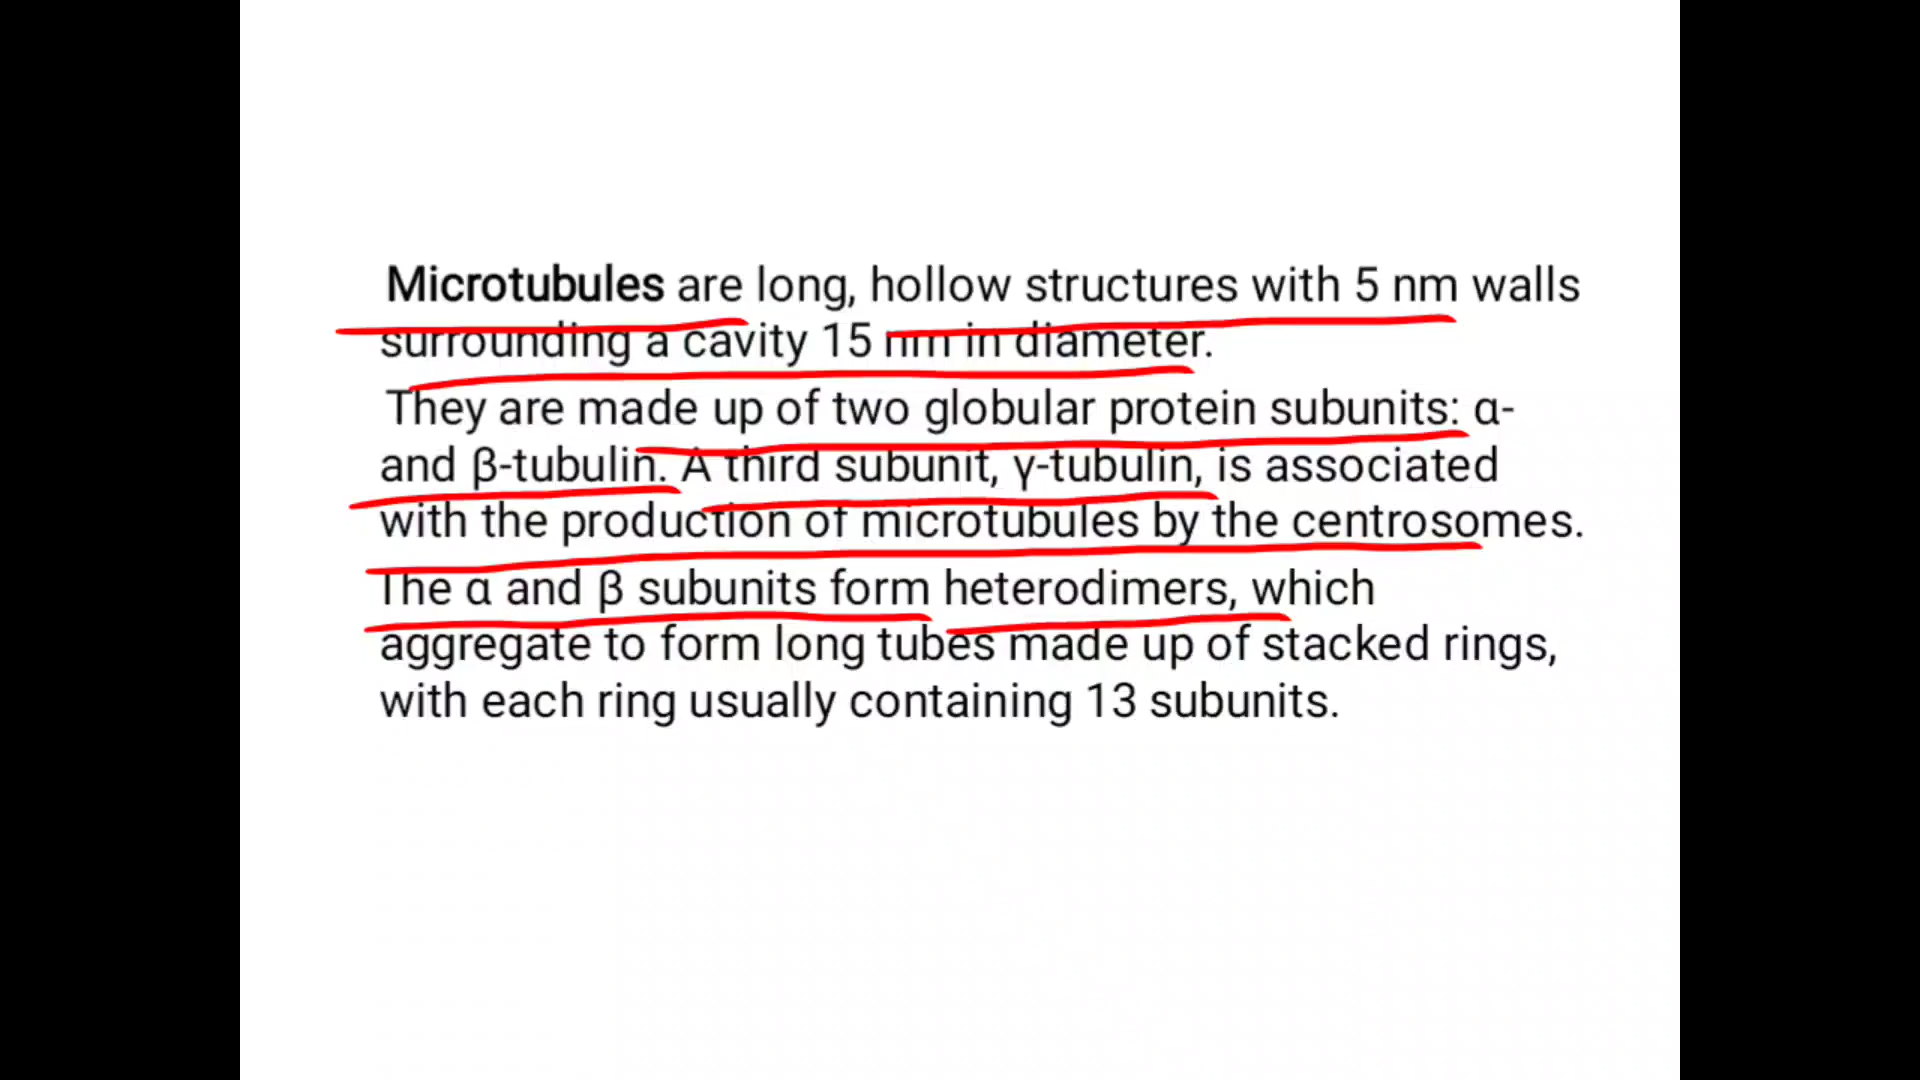 Microtubules are long, hollow structures with 5 nm walls
surrounding a cavity 15 nm in diameter.
They are made up of two globular protein subunits: α-
and β-tubulin. A third subunit, γ-tubulin, is associated
with the production of microtubules by the centrosomes.
The α and β subunits form heterodimers, which
aggregate to form long tubes made up of stacked rings,
with each ring usually containing 13 subunits.